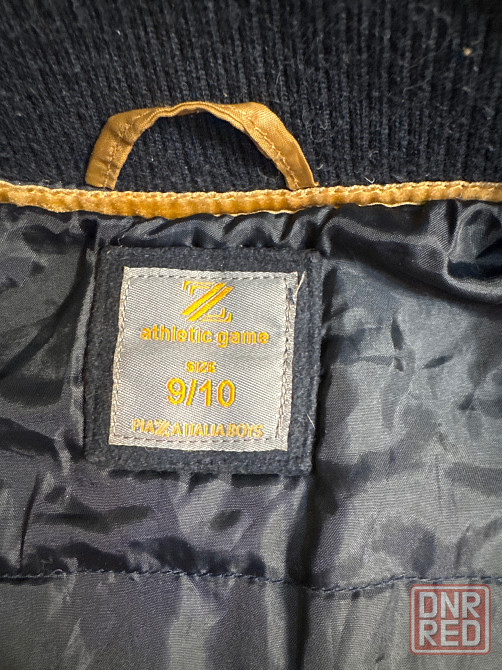 Z
athletic game
SIZE
9/10
PIAZZA ITALIA BOYS
DNR
RED